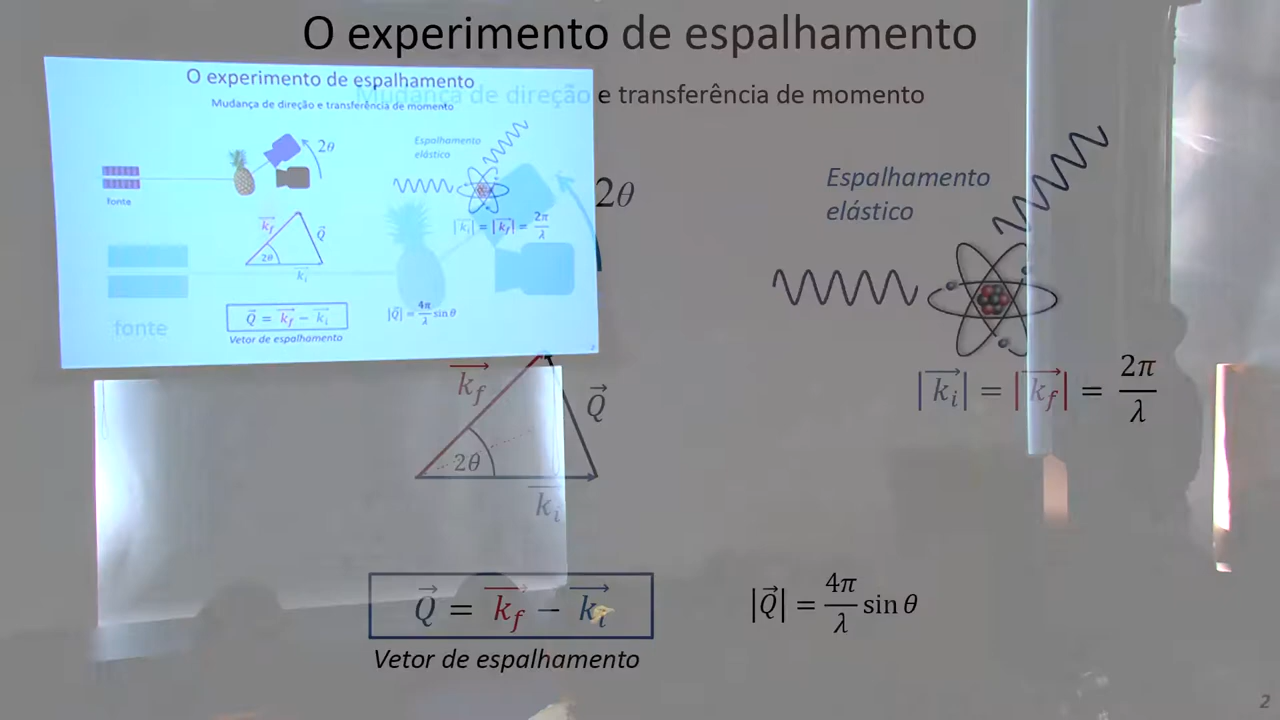 O experimento de espalhamento
Mudança de direção e transferência de momento
O experimento de espalhamento
Mudança de direção e transferência de momento
2θ
Espalhamento
elástico
fonte
|k_i| = |k_f| = 2π/λ
k_f
Q
2θ
k_i
Q = k_f − k_i
Vetor de espalhamento
|Q| = 4π/λ sin θ
2θ
Espalhamento
elástico
fonte
|k_i| = |k_f| = 2π/λ
k_f
Q
2θ
k_i
Q = k_f − k_i
Vetor de espalhamento
|Q| = 4π/λ sin θ
2